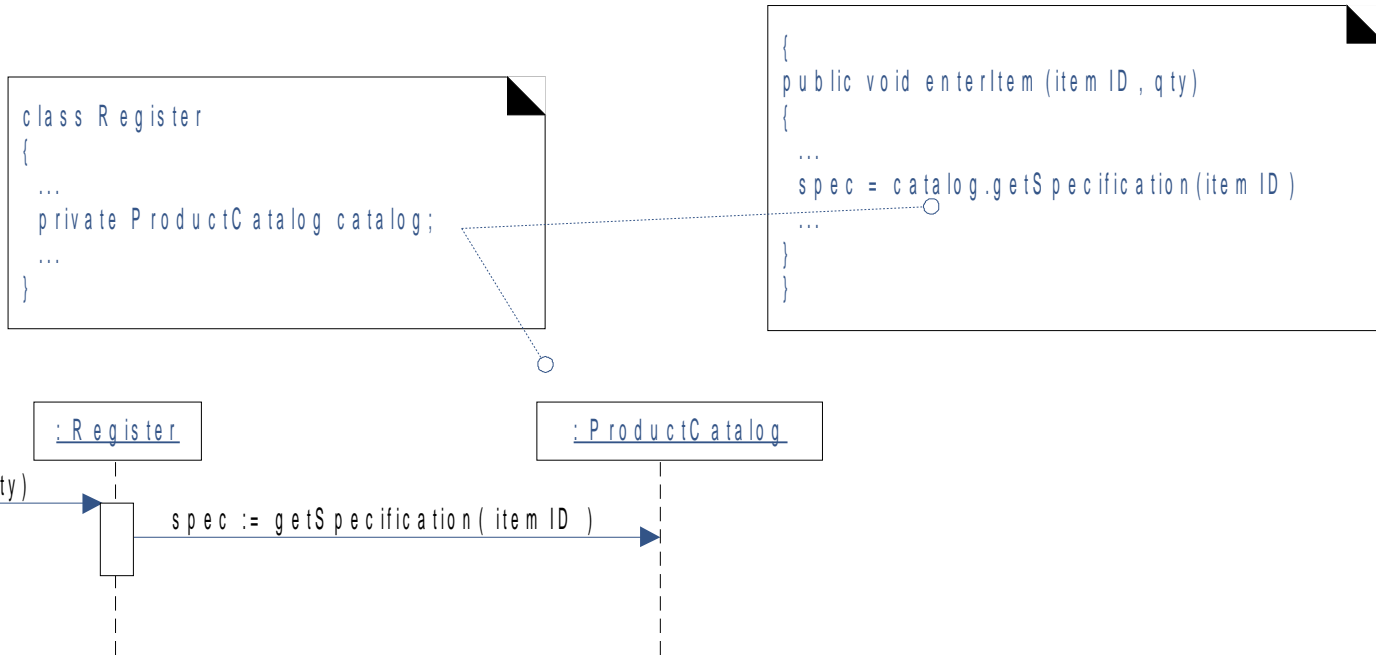 class Register
{
...
private ProductCatalog catalog;
...
}
{
public void enterItem(itemID, qty)
{
...
spec = catalog.getSpecification(itemID)
...
}
}
:Register
:ProductCatalog
ty)
spec := getSpecification( itemID )